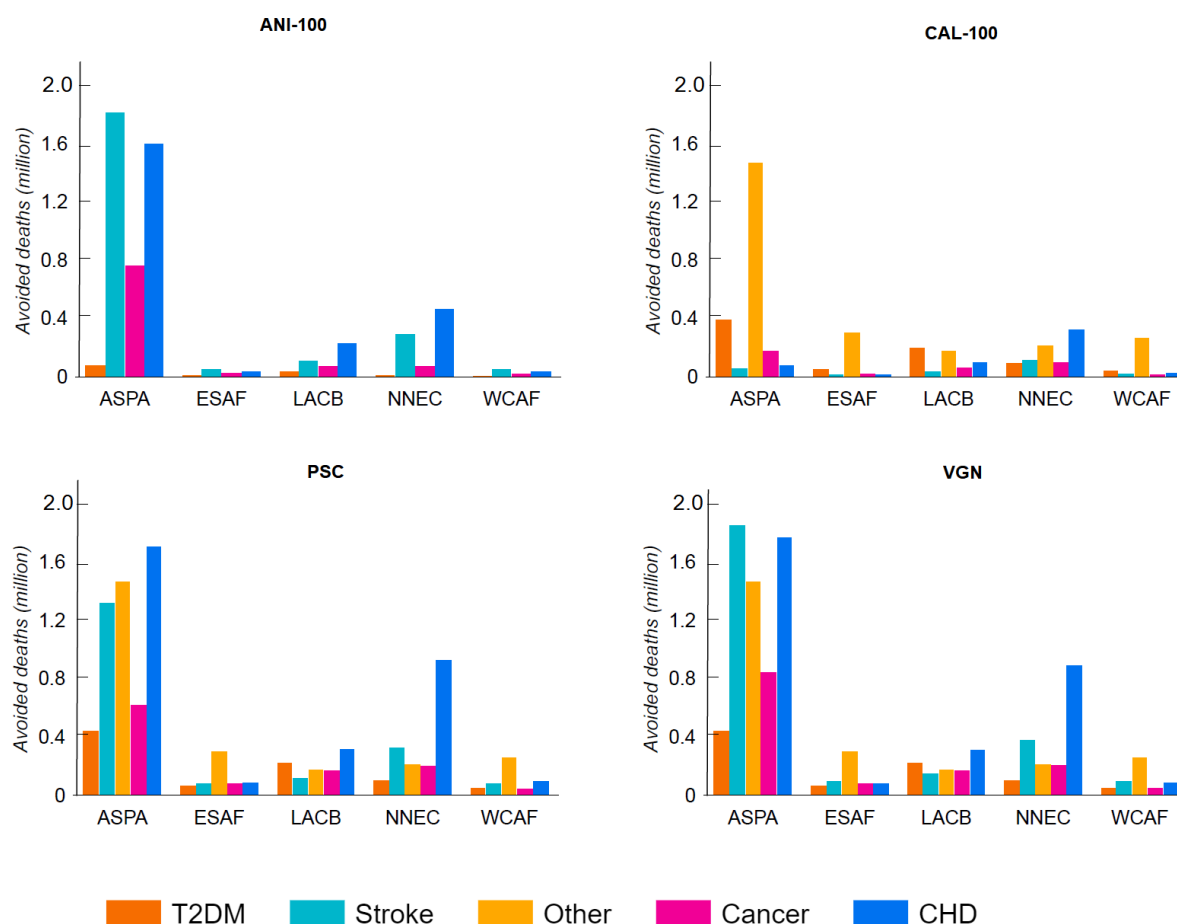 ANI-100
Avoided deaths (million)
2.0
1.6
1.2
0.8
0.4
0
ASPA ESAF LACB NNEC WCAF
CAL-100
Avoided deaths (million)
2.0
1.6
1.2
0.8
0.4
0
ASPA ESAF LACB NNEC WCAF
PSC
Avoided deaths (million)
2.0
1.6
1.2
0.8
0.4
0
ASPA ESAF LACB NNEC WCAF
VGN
Avoided deaths (million)
2.0
1.6
1.2
0.8
0.4
0
ASPA ESAF LACB NNEC WCAF
T2DM Stroke Other Cancer CHD